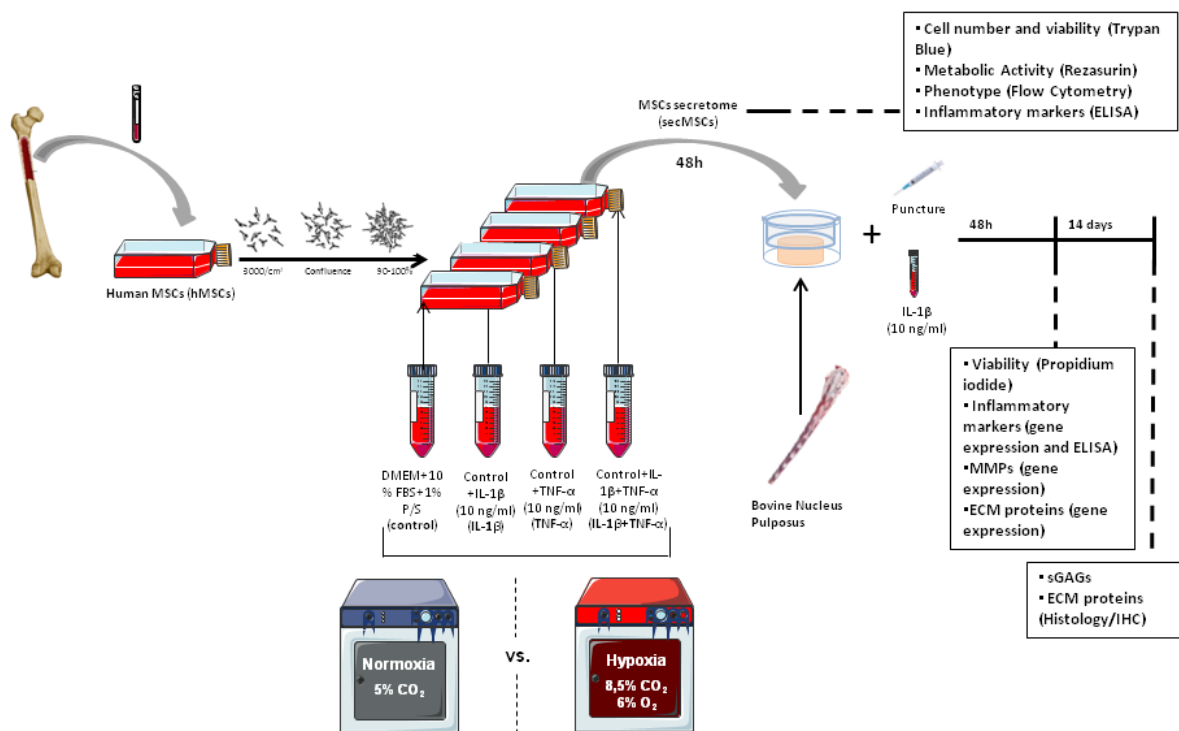 ▪ Cell number and viability (Trypan
Blue)
▪ Metabolic Activity (Rezasurin)
▪ Phenotype (Flow Cytometry)
▪ Inflammatory markers (ELISA)
MSCs secretome
(secMSCs)
48h
Puncture
48h
14 days
3000/cm²
Confluence
90-100%
Human MSCs (hMSCs)
IL-1β
(10 ng/ml)
▪ Viability (Propidium
iodide)
▪ Inflammatory
markers (gene
expression and ELISA)
▪MMPs (gene
expression)
▪ECM proteins (gene
expression)
DMEM+10
% FBS+1%
P/S
(control)
Control
+IL-1β
(10 ng/ml)
(IL-1β)
Control
+TNF-α
(10 ng/ml)
(TNF-α)
Control+IL-
1β+TNF-α
(10 ng/ml)
(IL-1β+TNF-α)
Bovine Nucleus
Pulposus
▪ sGAGs
▪ ECM proteins
(Histology/IHC)
Normoxia
5% CO₂
vs.
Hypoxia
8,5% CO₂
6% O₂